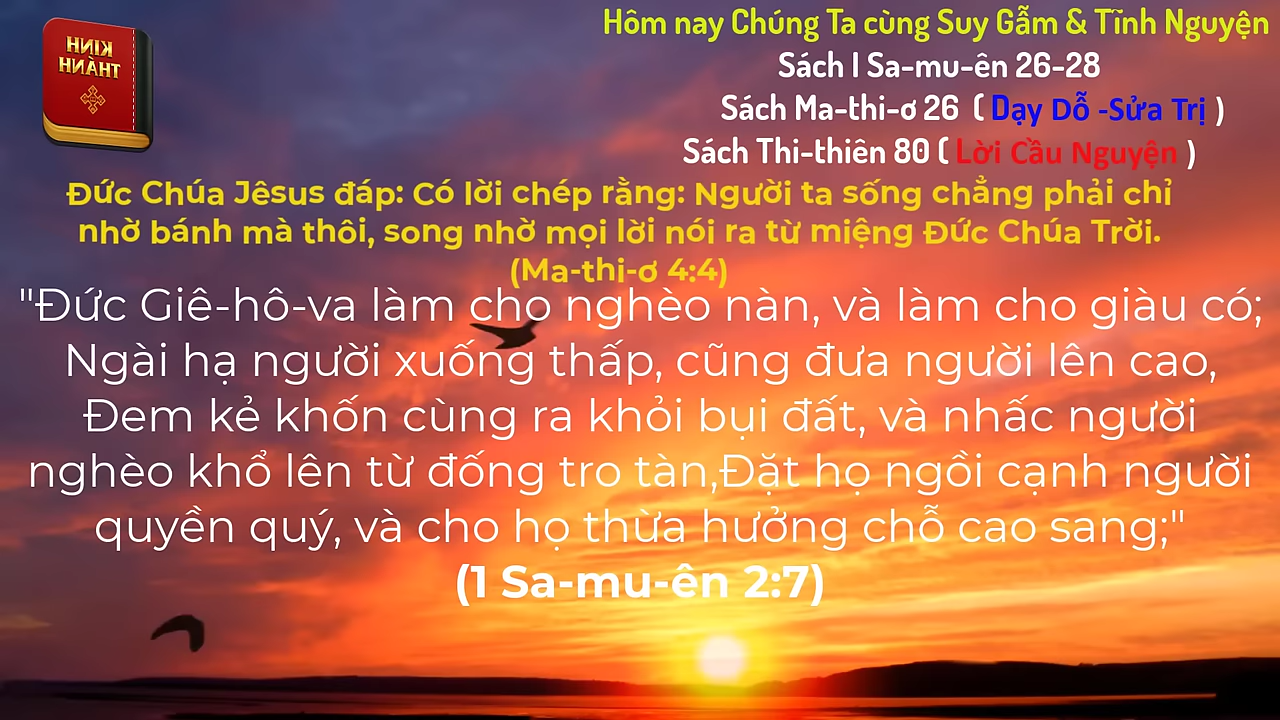 KINH
THÁNH
Hôm nay Chúng Ta cùng Suy Gẫm & Tĩnh Nguyện
Sách I Sa-mu-ên 26-28
Sách Ma-thi-ơ 26 ( Dạy Dỗ -Sửa Trị )
Sách Thi-thiên 80 ( Lời Cầu Nguyện )
Đức Chúa Jêsus đáp: Có lời chép rằng: Người ta sống chẳng phải chỉ
nhờ bánh mà thôi, song nhờ mọi lời nói ra từ miệng Đức Chúa Trời.
(Ma-thi-ơ 4:4)
"Đức Giê-hô-va làm cho nghèo nàn, và làm cho giàu có;
Ngài hạ người xuống thấp, cũng đưa người lên cao,
Đem kẻ khốn cùng ra khỏi bụi đất, và nhấc người
nghèo khổ lên từ đống tro tàn,Đặt họ ngồi cạnh người
quyền quý, và cho họ thừa hưởng chỗ cao sang;"
(1 Sa-mu-ên 2:7)